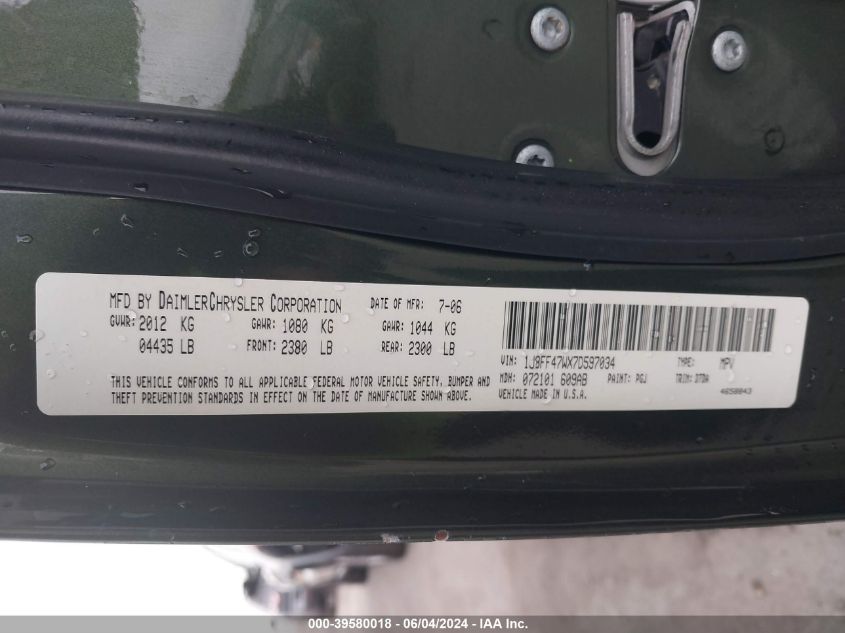 MFD BY DAIMLERCHRYSLER CORPORATION DATE OF MFR: 7-06
GVWR: 2012 KG GAWR: 1080 KG GAWR: 1044 KG
04435 LB FRONT: 2380 LB REAR: 2300 LB
THIS VEHICLE CONFORMS TO ALL APPLICABLE FEDERAL MOTOR VEHICLE SAFETY, BUMPER AND
THEFT PREVENTION STANDARDS IN EFFECT ON THE DATE OF MANUFACTURE SHOWN ABOVE.
VIN: 1J8FF47WX7D597034 TYPE: MPV
MDH: 072101 609AB PAINT: PGJ TRIM: DTDA
VEHICLE MADE IN U.S.A. 4658043
000-39580018 - 06/04/2024 - IAA Inc.